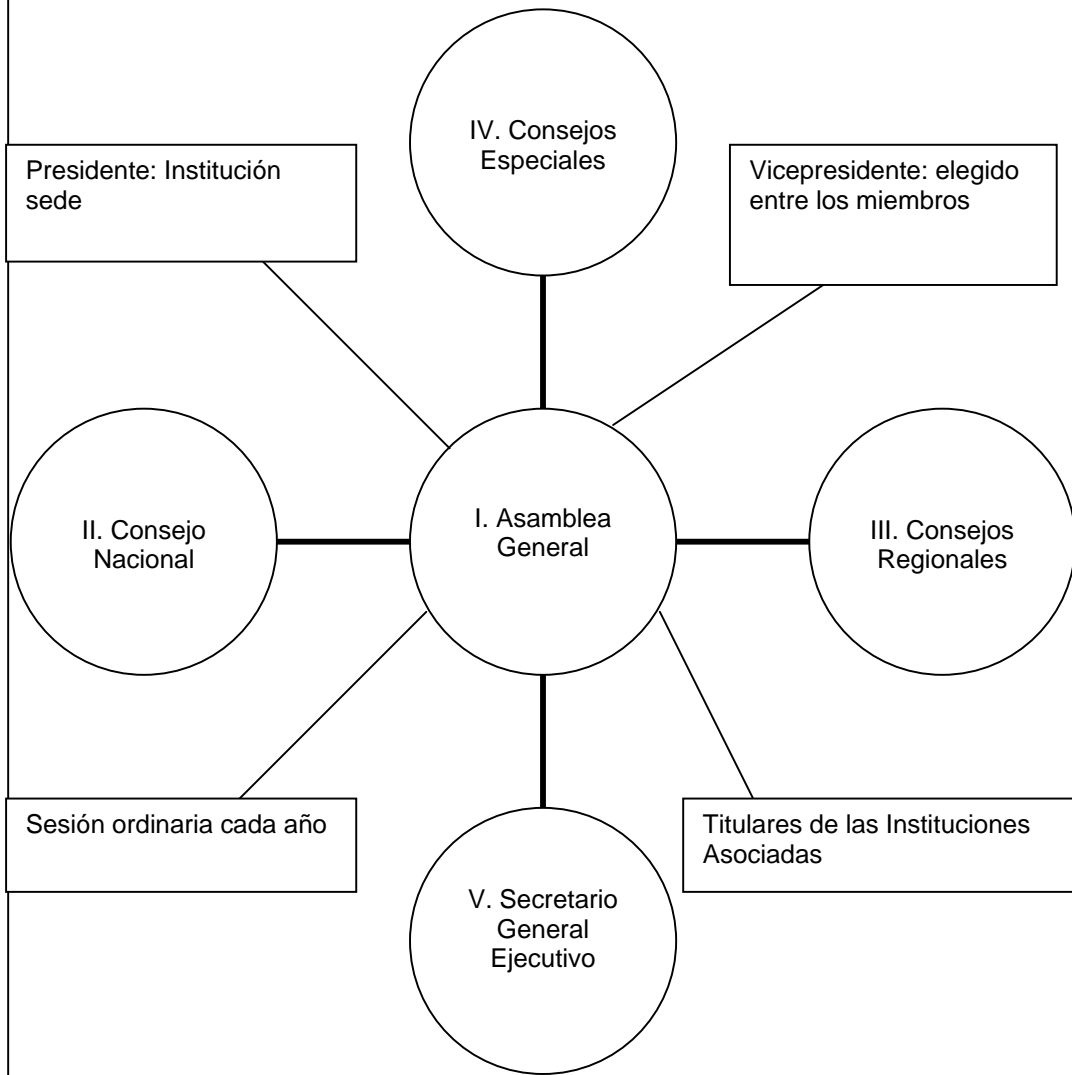 IV. Consejos
Especiales
Presidente: Institución
sede
Vicepresidente: elegido
entre los miembros
II. Consejo
Nacional
I. Asamblea
General
III. Consejos
Regionales
Sesión ordinaria cada año
Titulares de las Instituciones
Asociadas
V. Secretario
General
Ejecutivo